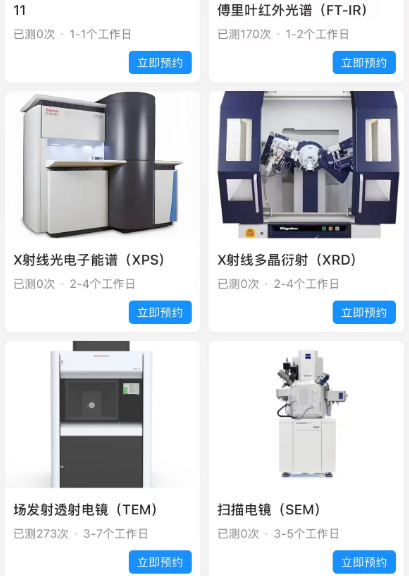 11
傅里叶红外光谱（FT-IR）
已测0次 · 1-1个工作日
已测170次 · 1-2个工作日
立即预约
立即预约
Rigaku
X射线光电子能谱（XPS）
X射线多晶衍射（XRD）
已测0次 · 2-4个工作日
已测0次 · 2-4个工作日
立即预约
立即预约
场发射透射电镜（TEM）
扫描电镜（SEM）
已测273次 · 3-7个工作日
已测0次 · 3-5个工作日
立即预约
立即预约